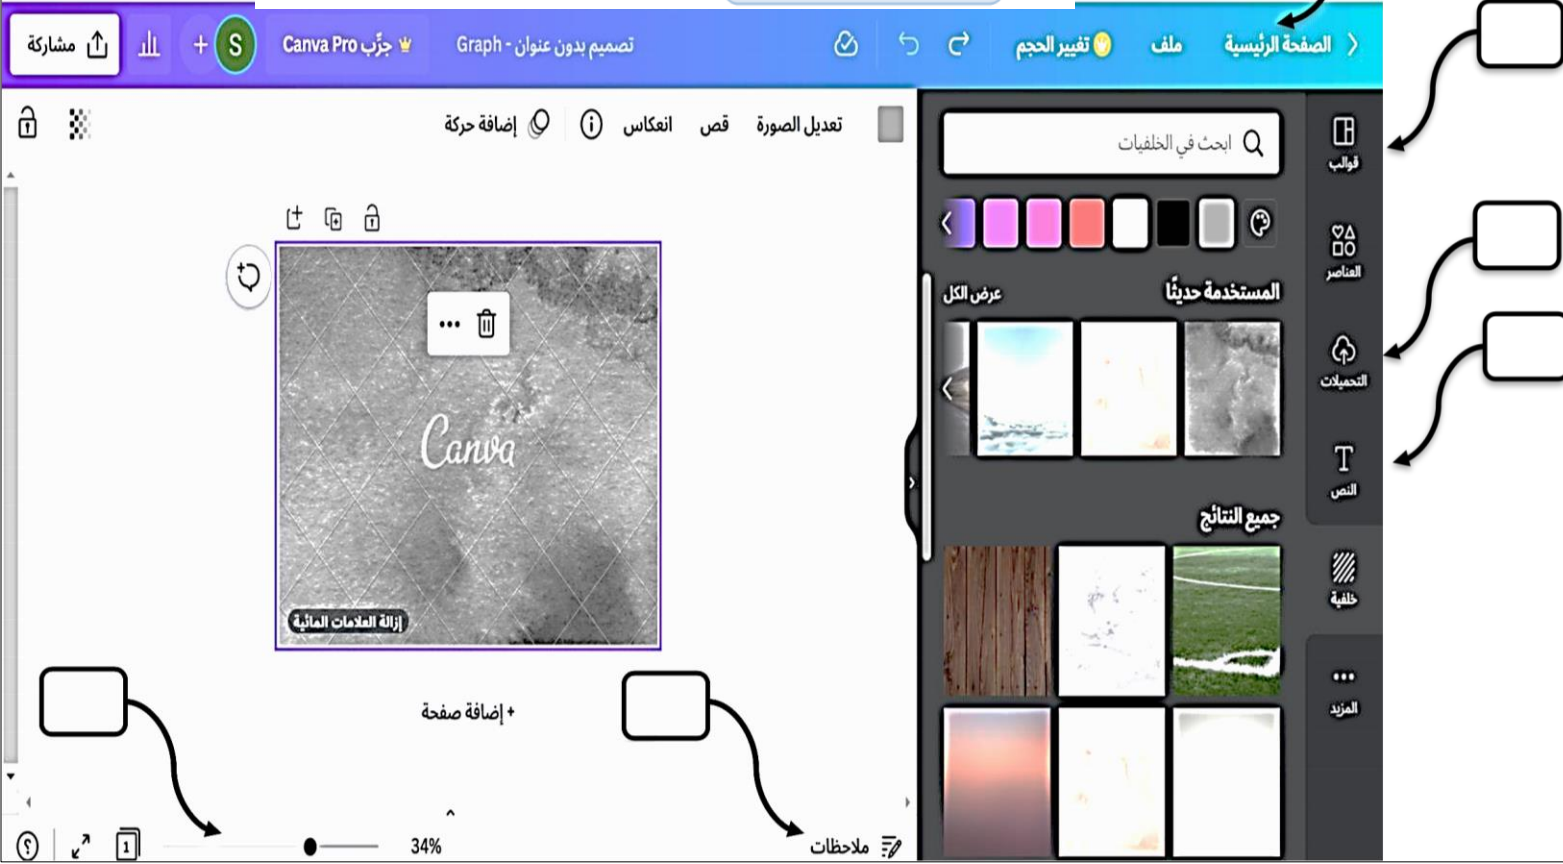 الصفحة الرئيسية
ملف
تغيير الحجم
تصميم بدون عنوان - Graph
جرِّب Canva Pro
S
+
مشاركة
قوالب
العناصر
التحميلات
النص
خلفية
المزيد
ابحث في الخلفيات
المستخدمة حديثًا
عرض الكل
جميع النتائج
تعديل الصورة
قص
انعكاس
إضافة حركة
Canva
إزالة العلامات المائية
+ إضافة صفحة
ملاحظات
34%
1